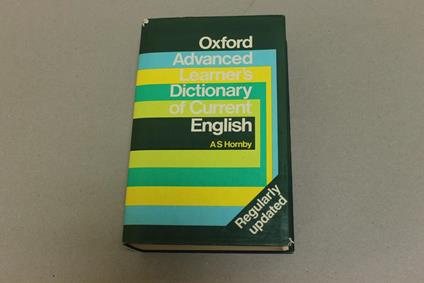 Oxford
Advanced
Learner's
Dictionary
of Current
English
A S Hornby
Regularly
updated